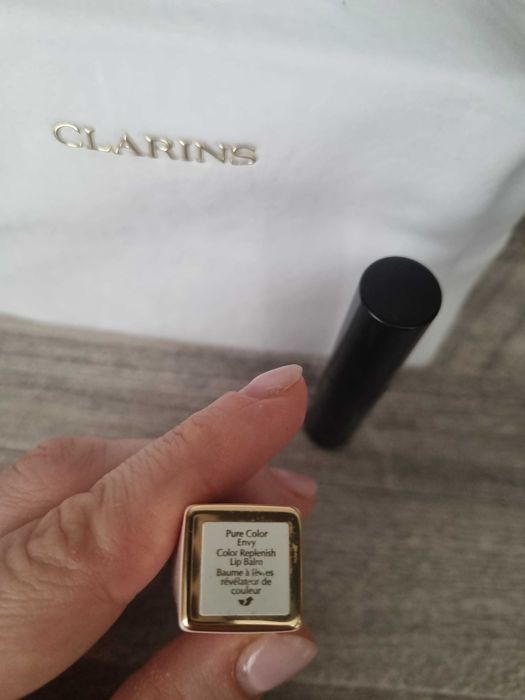 CLARINS
Pure Color
Envy
Color Replenish
Lip Balm
Baume à lèvres
révélateur de
couleur